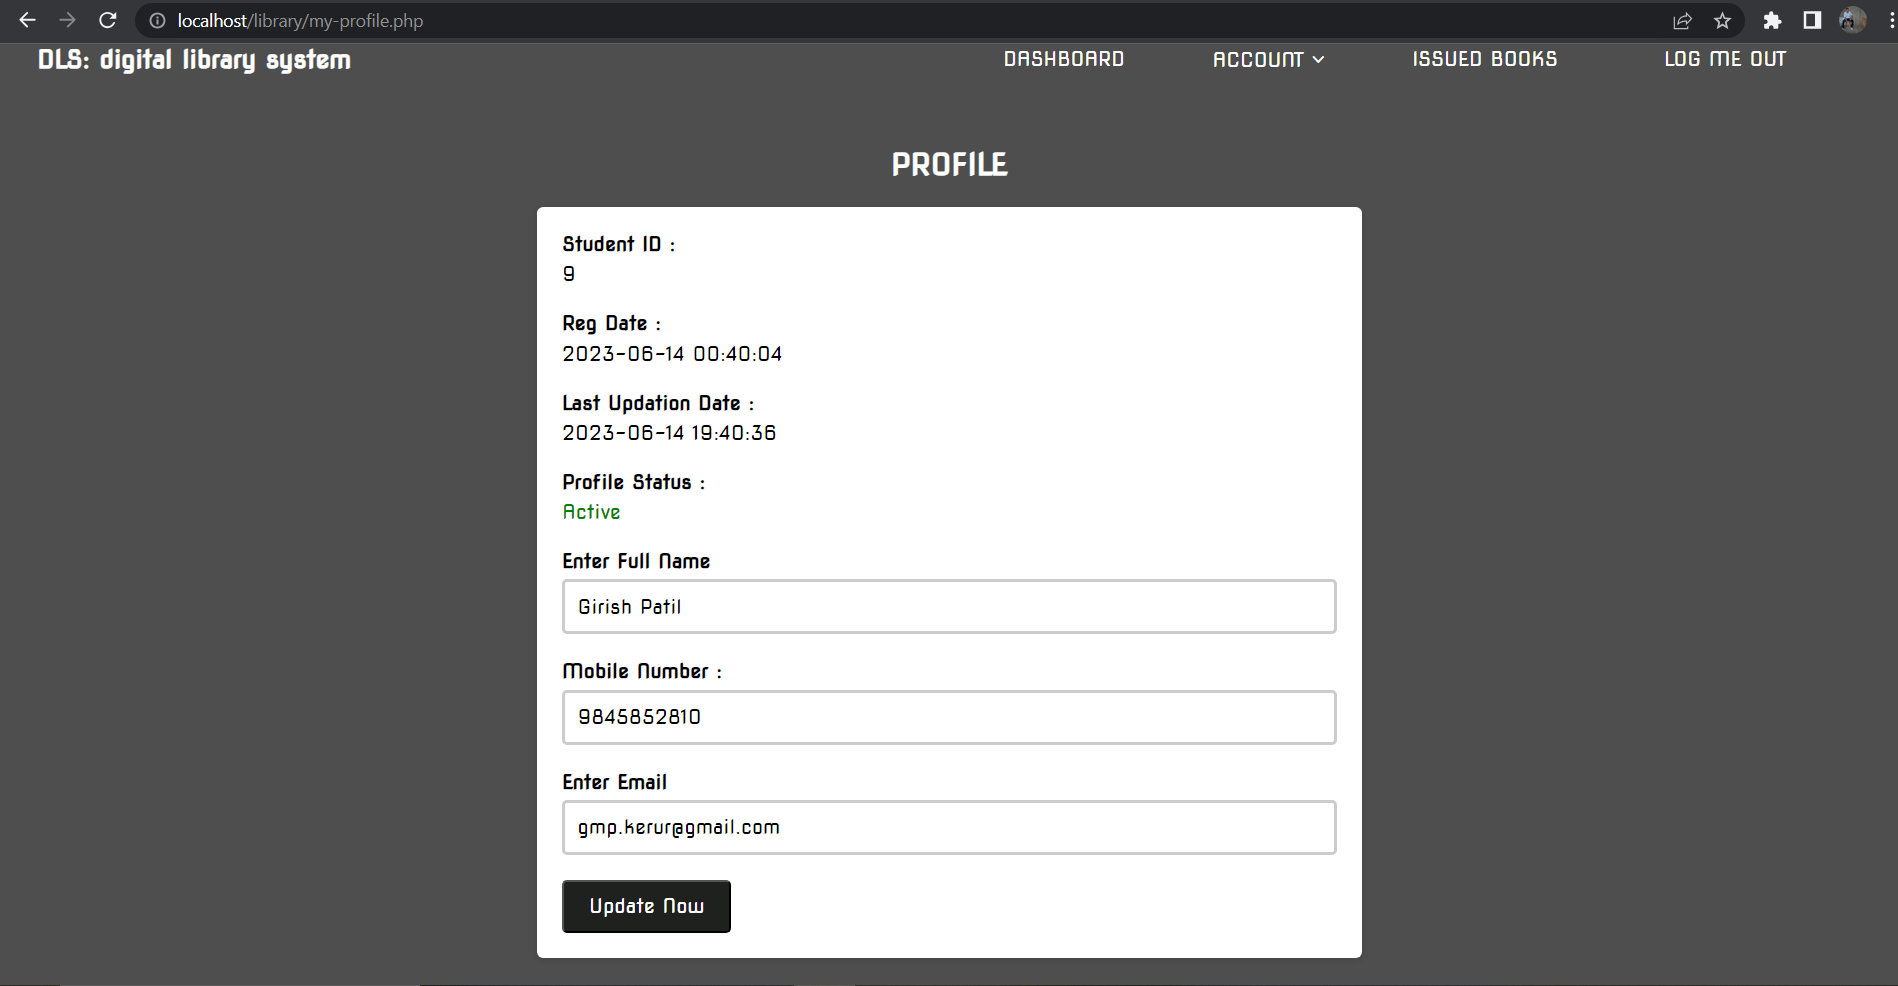 localhost/library/my-profile.php
DLS: digital library system
DASHBOARD
ACCOUNT
ISSUED BOOKS
LOG ME OUT
PROFILE
Student ID :
9
Reg Date :
2023-06-14 00:40:04
Last Updation Date :
2023-06-14 19:40:36
Profile Status :
Active
Enter Full Name
Girish Patil
Mobile Number :
9845852810
Enter Email
gmp.kerur@gmail.com
Update Now